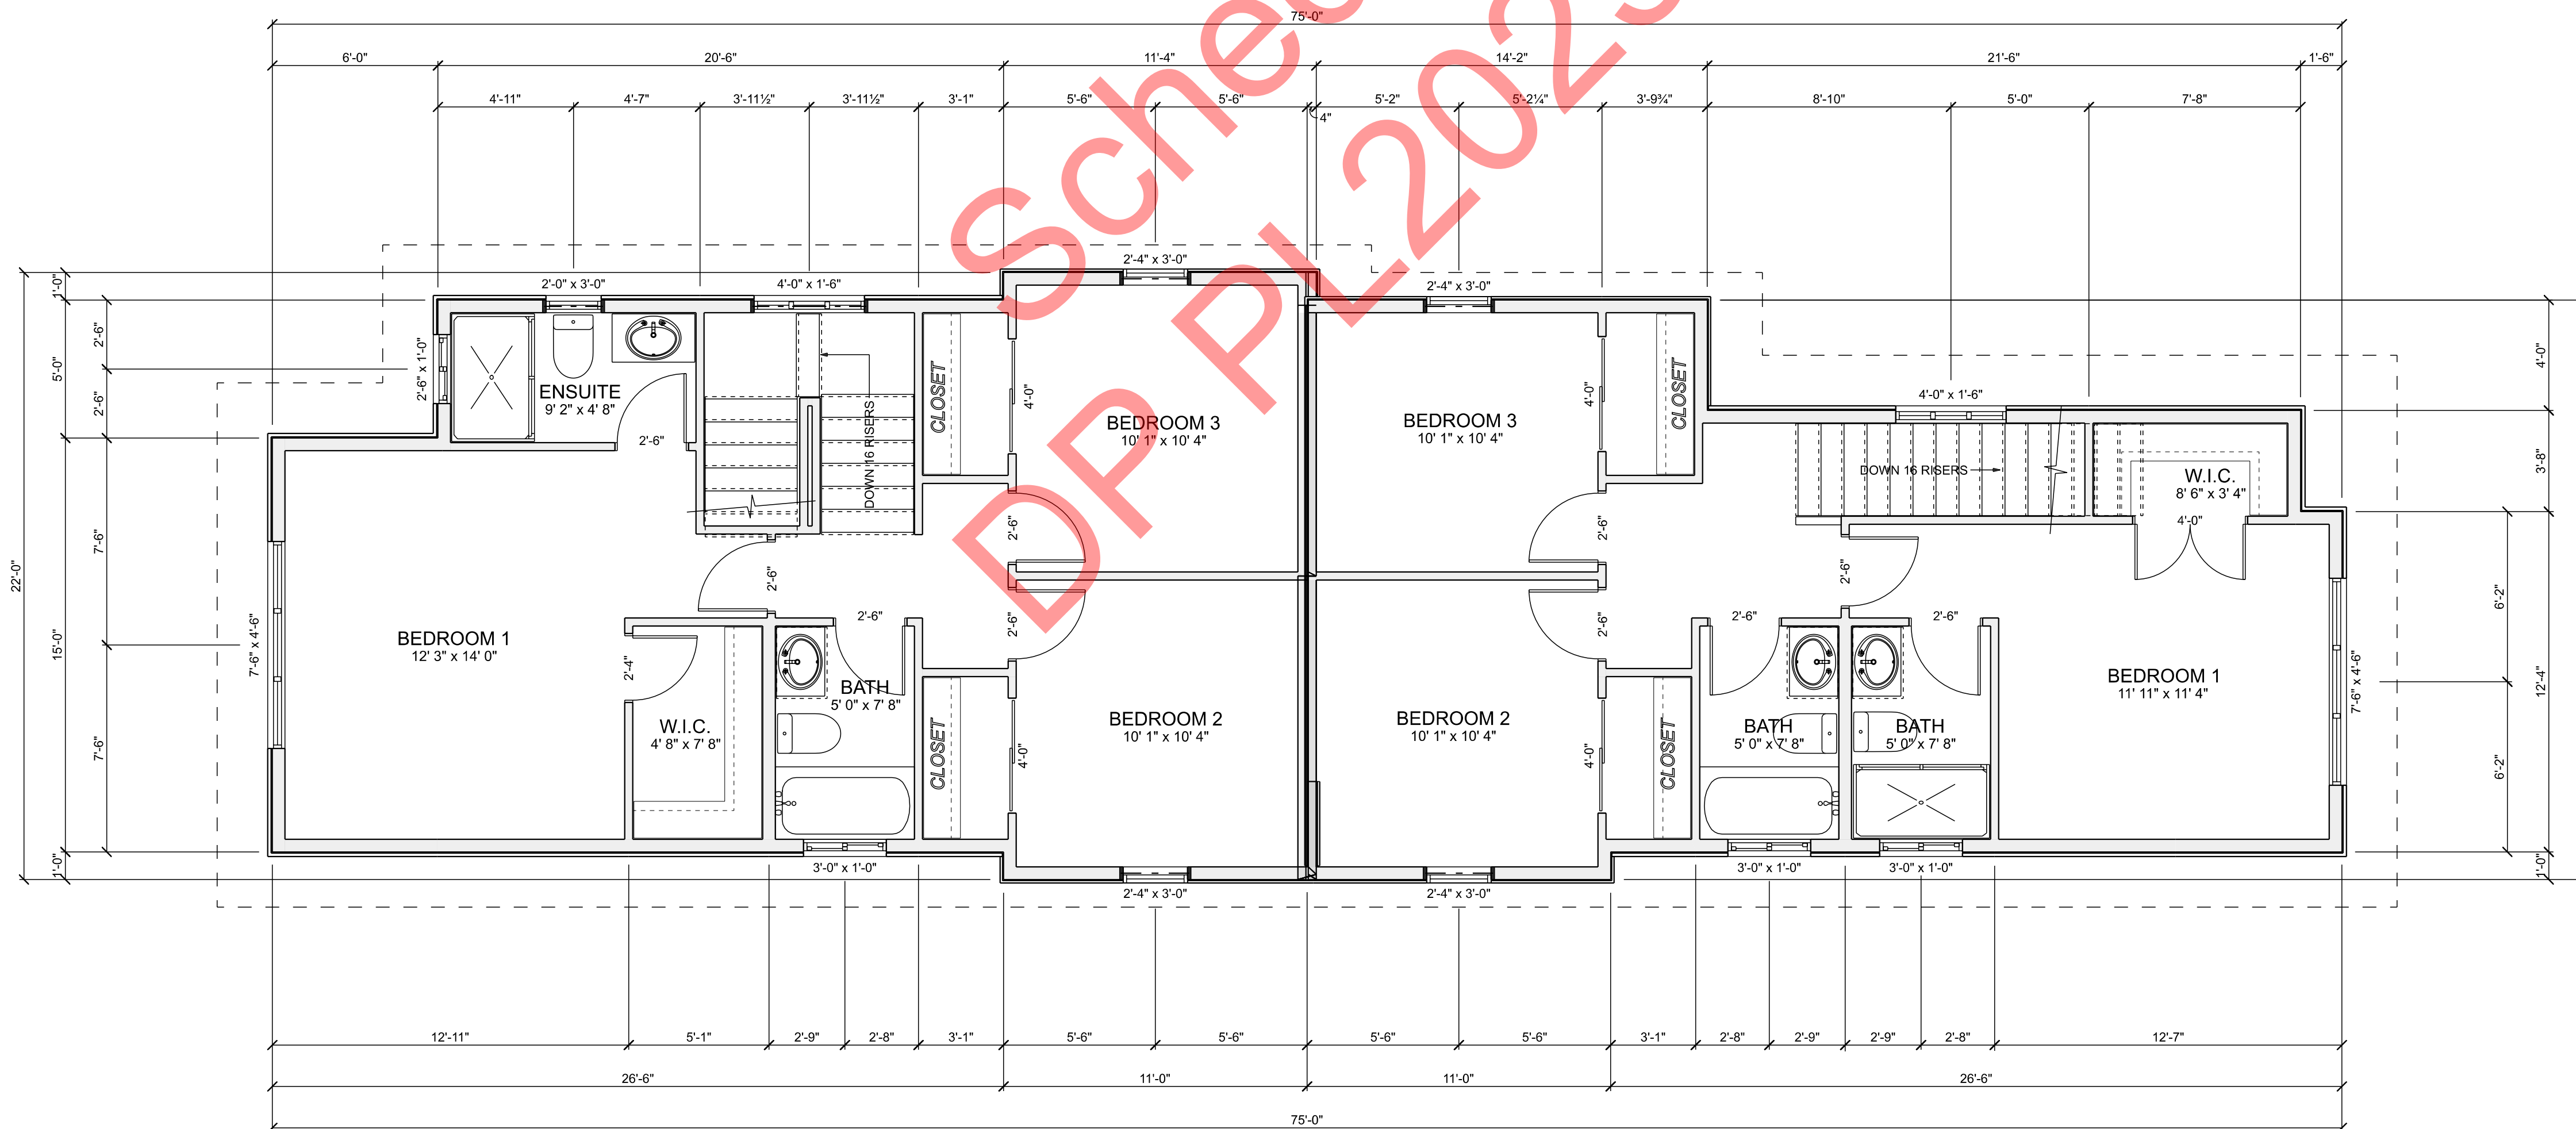 75'-0"
6'-0" 20'-6" 11'-4" 14'-2" 21'-6" 1'-6"
4'-11" 4'-7" 3'-11½" 3'-11½" 3'-1" 5'-6" 5'-6" 5'-2" 5'-2¼" 3'-9¾" 8'-10" 5'-0" 7'-8"
4"
DP PL202
2'-4" x 3'-0"
2'-0" x 3'-0" 4'-0" x 1'-6" 2'-4" x 3'-0"
1'-0"
5'-0"
15'-0"
1'-0"
22'-0"
2'-6"
2'-6"
7'-6"
7'-6"
2'-6" x 1'-0"
7'-6" x 4'-6"
ENSUITE
9' 2" x 4' 8"
2'-6"
DOWN 16 RISERS
CLOSET
4'-0"
BEDROOM 3
10' 1" x 10' 4"
2'-6"
2'-6"
2'-6"
2'-6"
BEDROOM 1
12' 3" x 14' 0"
2'-4"
W.I.C.
4' 8" x 7' 8"
BATH
5' 0" x 7' 8"
CLOSET
4'-0"
BEDROOM 2
10' 1" x 10' 4"
3'-0" x 1'-0"
2'-4" x 3'-0"
BEDROOM 3
10' 1" x 10' 4"
4'-0"
CLOSET
2'-6"
2'-6"
BEDROOM 2
10' 1" x 10' 4"
4'-0"
CLOSET
4'-0" x 1'-6"
DOWN 16 RISERS
W.I.C.
8' 6" x 3' 4"
4'-0"
2'-6"
2'-6"
2'-6"
BATH
5' 0" x 7' 8"
BATH
5' 0" x 7' 8"
BEDROOM 1
11' 11" x 11' 4"
7'-6" x 4'-6"
2'-4" x 3'-0"
3'-0" x 1'-0"
3'-0" x 1'-0"
6'-2"
6'-2"
4'-0"
3'-8"
12'-4"
1'-0"
12'-11" 5'-1" 2'-9" 2'-8" 3'-1" 5'-6" 5'-6" 5'-6" 5'-6" 3'-1" 2'-8" 2'-9" 2'-9" 2'-8" 12'-7"
26'-6" 11'-0" 11'-0" 26'-6"
75'-0"